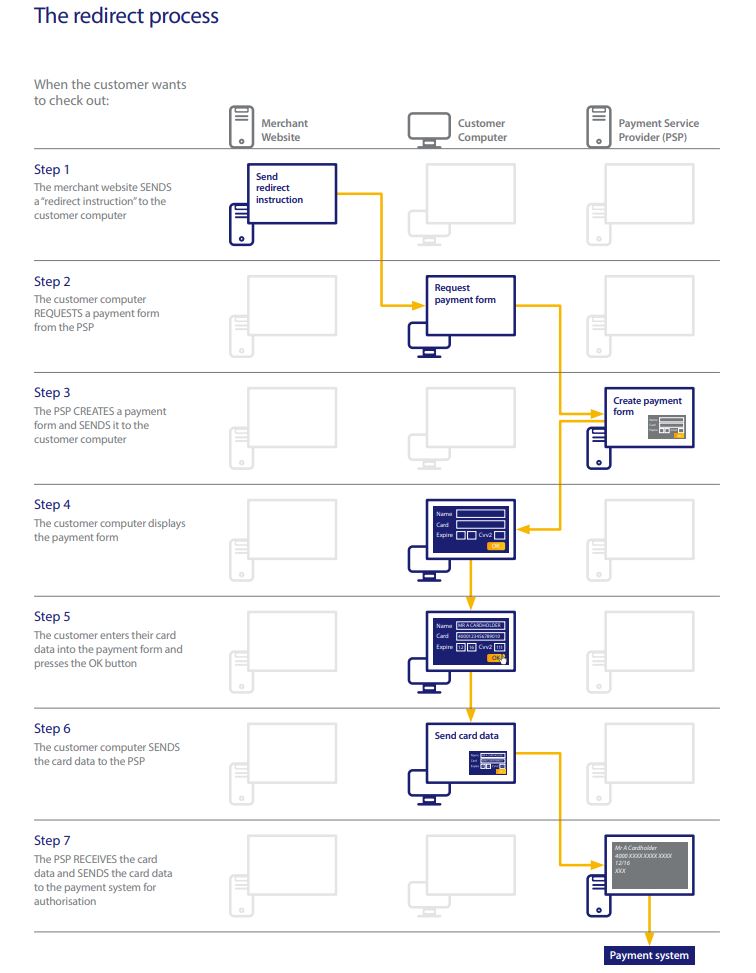 The redirect process
When the customer wants
to check out:
Merchant
Website
Customer
Computer
Payment Service
Provider (PSP)
Step 1
The merchant website SENDS
a “redirect instruction” to the
customer computer
Send
redirect
instruction
Step 2
The customer computer
REQUESTS a payment form
from the PSP
Request
payment form
Step 3
The PSP CREATES a payment
form and SENDS it to the
customer computer
Create payment
form
Step 4
The customer computer displays
the payment form
Name
Card
Expire Cvv2
OK
Step 5
The customer enters their card
data into the payment form and
presses the OK button
Name MR A CARDHOLDER
Card 4000123456789010
Expire 12 16 Cvv2 111
OK
Step 6
The customer computer SENDS
the card data to the PSP
Send card data
Step 7
The PSP RECEIVES the card
data and SENDS the card data
to the payment system for
authorisation
Mr A Cardholder
4000 XXXX XXXX XXXX
12/16
XXX
Payment system